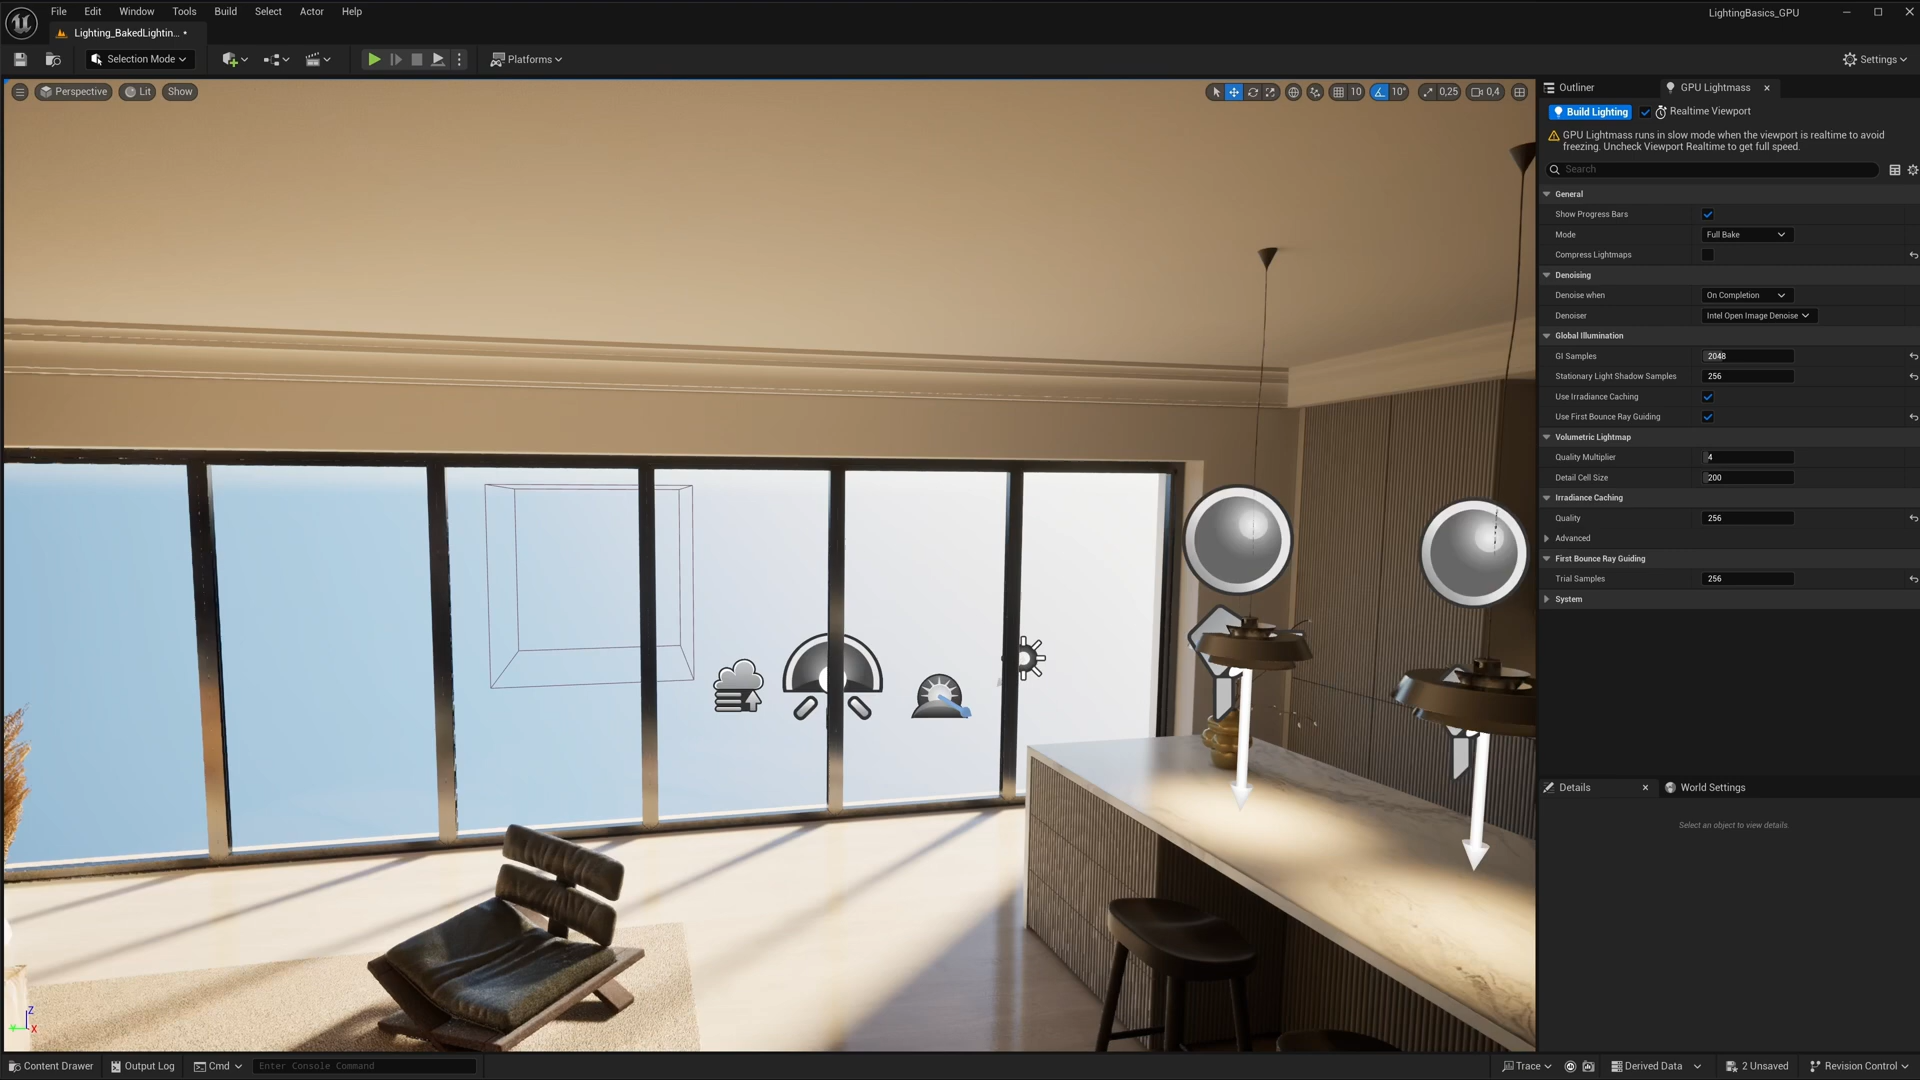 File Edit Window Tools Build Select Actor Help
LightingBasics_GPU
Lighting_BakedLightin... •
Selection Mode
Platforms
Settings
Perspective
Lit
Show
10
10°
0,25
0,4
Outliner
GPU Lightmass
Build Lighting
Realtime Viewport
GPU Lightmass runs in slow mode when the viewport is realtime to avoid
freezing. Uncheck Viewport Realtime to get full speed.
Search
General
Show Progress Bars
Mode
Full Bake
Compress Lightmaps
Denoising
Denoise when
On Completion
Denoiser
Intel Open Image Denoise
Global Illumination
GI Samples
2048
Stationary Light Shadow Samples
256
Use Irradiance Caching
Use First Bounce Ray Guiding
Volumetric Lightmap
Quality Multiplier
4
Detail Cell Size
200
Irradiance Caching
Quality
256
Advanced
First Bounce Ray Guiding
Trial Samples
256
System
Details
World Settings
Select an object to view details.
Z
Y
X
Content Drawer
Output Log
Cmd
Enter Console Command
Trace
Derived Data
2 Unsaved
Revision Control